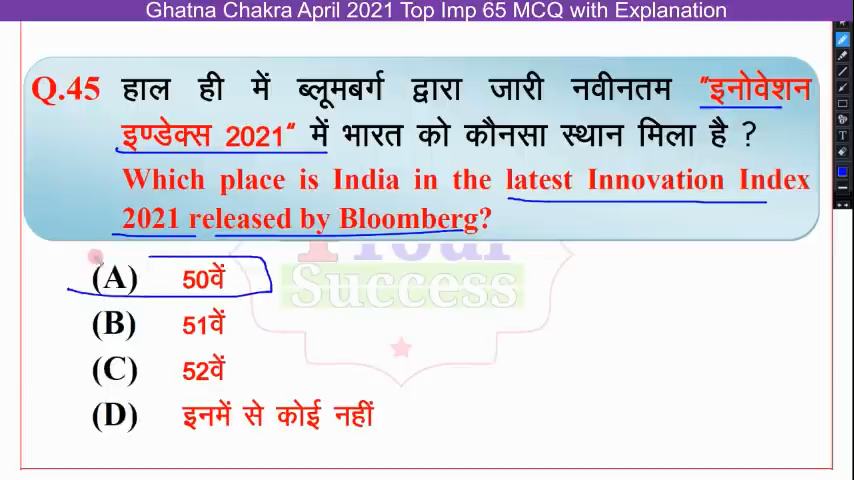 Ghatna Chakra April 2021 Top Imp 65 MCQ with Explanation
Q.45 हाल ही में ब्लूमबर्ग द्वारा जारी नवीनतम "इनोवेशन
इण्डेक्स 2021" में भारत को कौनसा स्थान मिला है ?
Which place is India in the latest Innovation Index
2021 released by Bloomberg?
(A) 50वें
(B) 51वें
(C) 52वें
(D) इनमें से कोई नहीं
Success